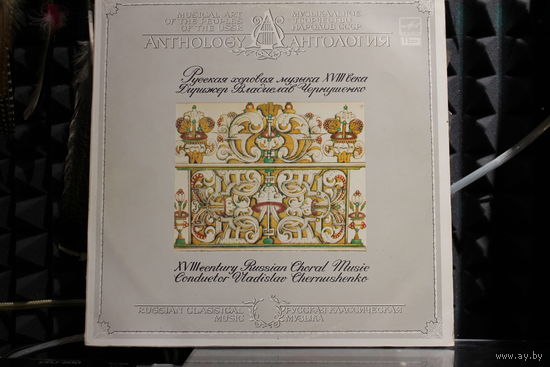 MUSICAL ART
OF THE PEOPLES
OF THE USSR
МУЗЫКАЛЬНОЕ
ТВОРЧЕСТВО
НАРОДОВ СССР
ANTHOLOGY АНТОЛОГИЯ
Русская хоровая музыка XVIII века
Дирижер Владислав Чернушенко
XVIII century Russian Choral Music
Conductor Vladislav Chernushenko
RUSSIAN CLASSICAL
MUSIC
РУССКАЯ КЛАССИЧЕСКАЯ
МУЗЫКА
www.ay.by